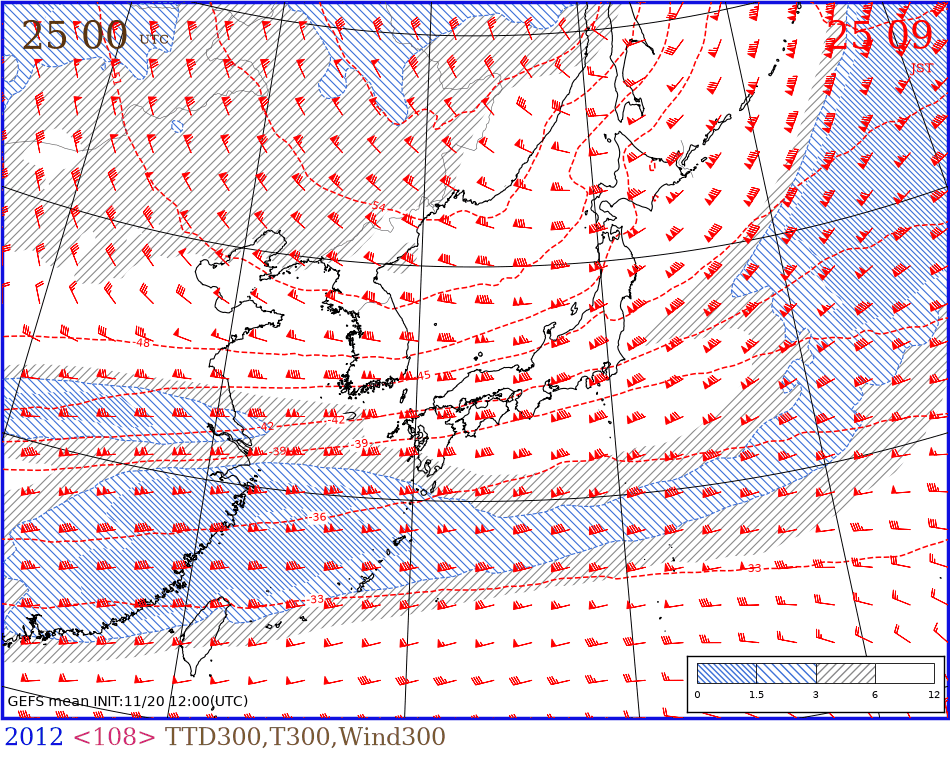 25 00 UTC
25 09
JST
-54
-48
-45
-42
-42
-39
-39
-36
-33
-33
0 1.5 3 6 12
GEFS mean INIT:11/20 12:00(UTC)
2012 <108> TTD300,T300,Wind300